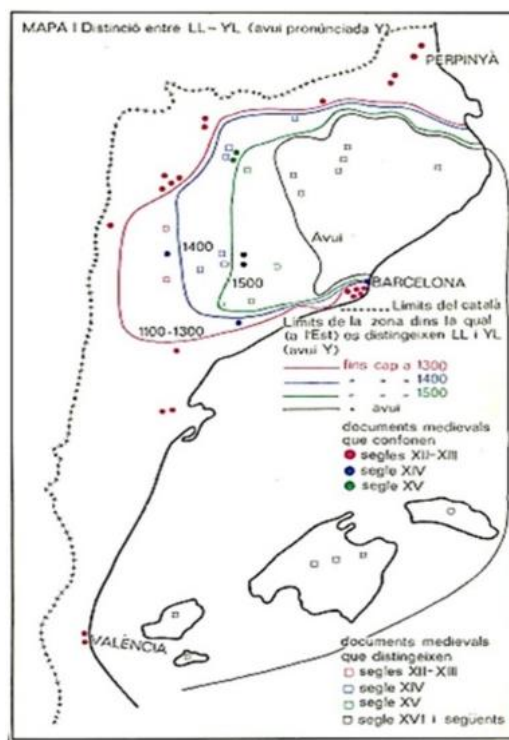 MAPA I Distinció entre LL-YL (avui pronúnciada Y)
PERPINYÀ
Avui
1400
1500
BARCELONA
1100-1300
Límits del català
Límits de la zona dins la qual
(a l'Est) es distingeixen LL i YL
(avui Y)
fins cap a 1300
" " " 1400
" " " 1500
" avui
documents medievals
que confonen
segles XII-XIII
segle XIV
segle XV
VALÈNCIA
documents medievals
que distingeixen
segles XII-XIII
segle XIV
segle XV
segle XVI i següents